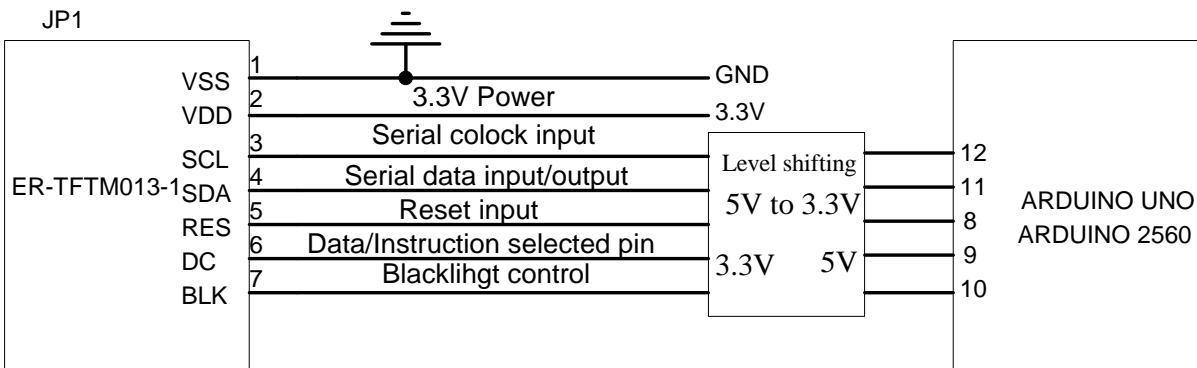 JP1
ER-TFTM013-1
VSS 1 GND
VDD 2 3.3V Power 3.3V
SCL 3 Serial colock input 12
SDA 4 Serial data input/output 11
RES 5 Reset input 8
DC 6 Data/Instruction selected pin 9
BLK 7 Blacklihgt control 10
Level shifting
5V to 3.3V
3.3V 5V
ARDUINO UNO
ARDUINO 2560